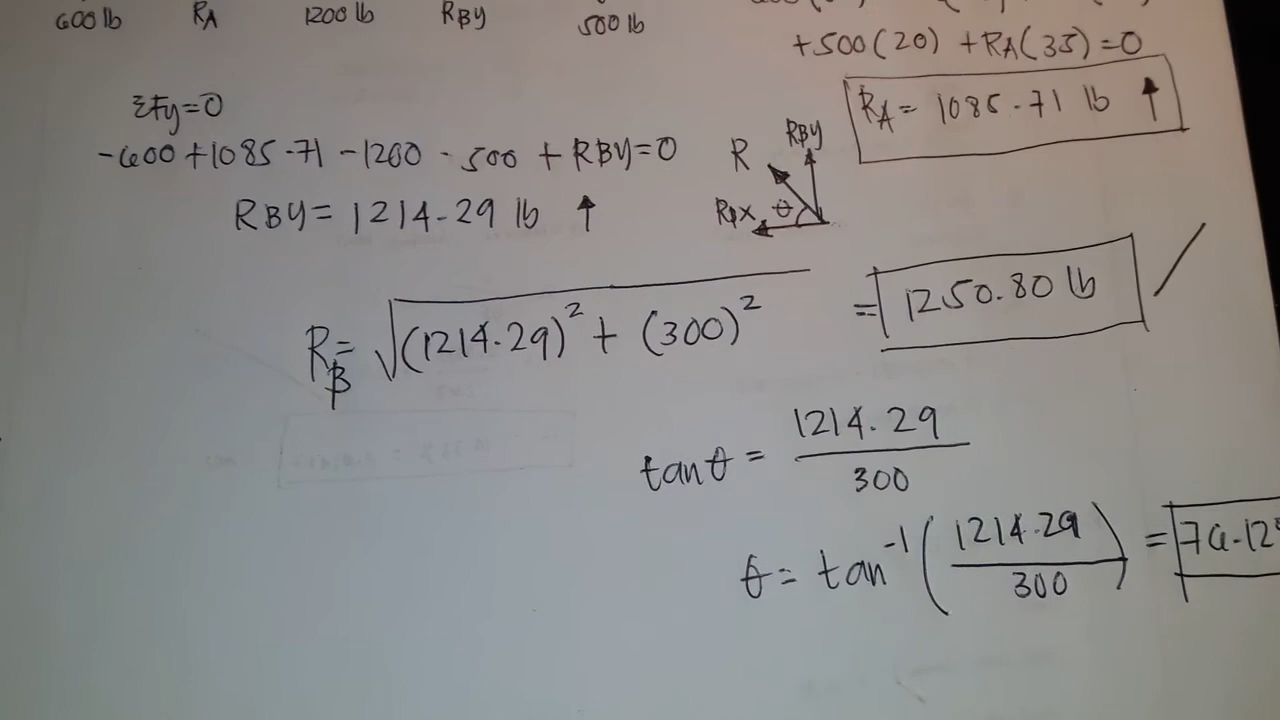 600 lb RA 1200 lb RBY 500 lb
+500(20) +RA(35)=0
RA= 1085.71 lb ↑
ΣFy=0
-600+1085.71-1200-500+RBY=0
RBY= 1214.29 lb ↑
R RBY
RBX θ
RB= √(1214.29)²+(300)² = 1250.80 lb
tanθ= 1214.29
300
θ= tan⁻¹(1214.29
300) =